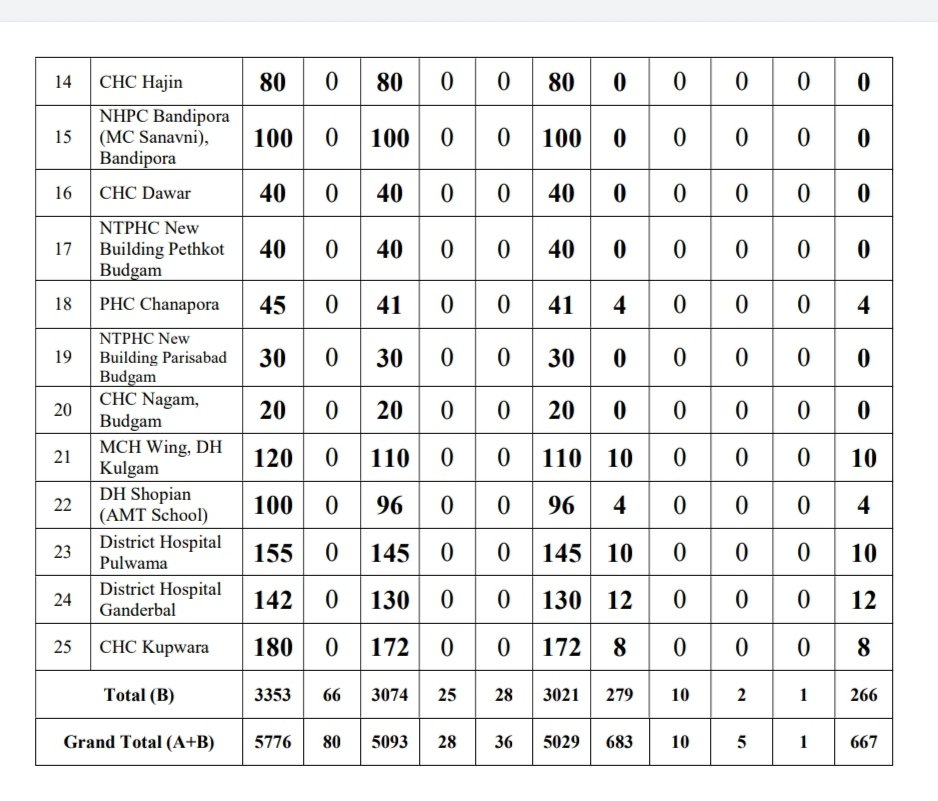 14 CHC Hajin 80 0 80 0 0 80 0 0 0 0 0
NHPC Bandipora
15 (MC Sanavni), 100 0 100 0 0 100 0 0 0 0 0
Bandipora
16 CHC Dawar 40 0 40 0 0 40 0 0 0 0 0
NTPHC New
17 Building Pethkot 40 0 40 0 0 40 0 0 0 0 0
Budgam
18 PHC Chanapora 45 0 41 0 0 41 4 0 0 0 4
NTPHC New
19 Building Parisabad 30 0 30 0 0 30 0 0 0 0 0
Budgam
20 CHC Nagam, 20 0 20 0 0 20 0 0 0 0 0
Budgam
21 MCH Wing, DH 120 0 110 0 0 110 10 0 0 0 10
Kulgam
22 DH Shopian 100 0 96 0 0 96 4 0 0 0 4
(AMT School)
23 District Hospital 155 0 145 0 0 145 10 0 0 0 10
Pulwama
24 District Hospital 142 0 130 0 0 130 12 0 0 0 12
Ganderbal
25 CHC Kupwara 180 0 172 0 0 172 8 0 0 0 8
Total (B) 3353 66 3074 25 28 3021 279 10 2 1 266
Grand Total (A+B) 5776 80 5093 28 36 5029 683 10 5 1 667